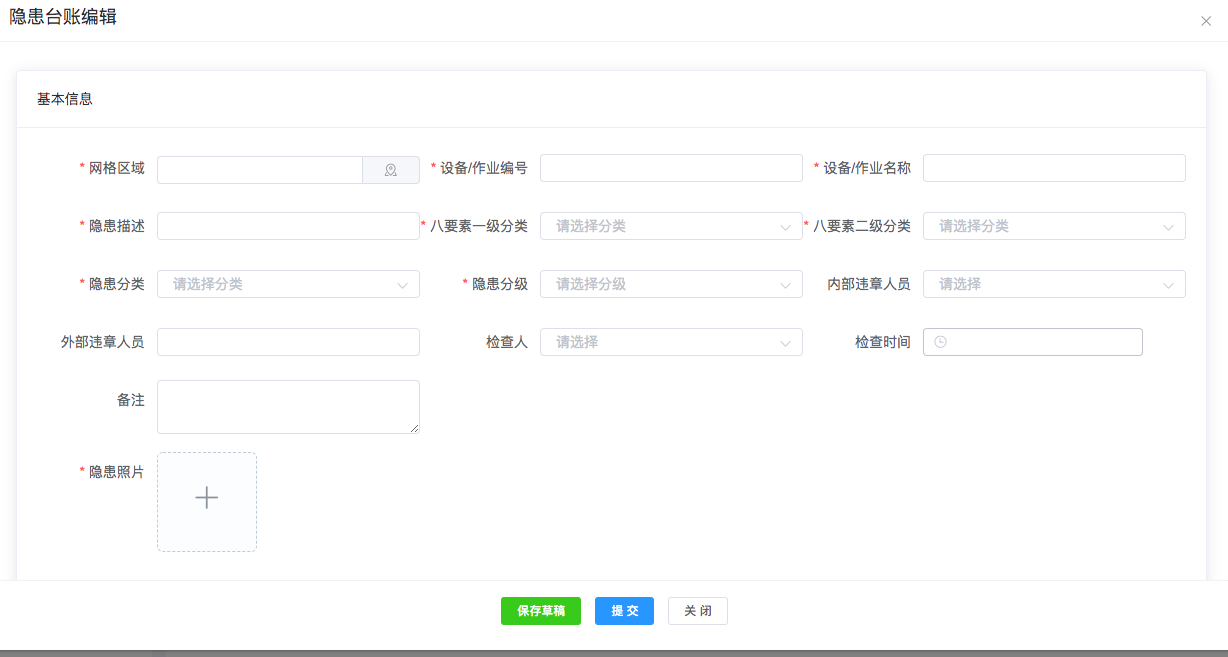 隐患台账编辑
基本信息
* 网格区域 * 设备/作业编号 * 设备/作业名称
* 隐患描述 * 八要素一级分类 请选择分类 * 八要素二级分类 请选择分类
* 隐患分类 请选择分类 * 隐患分级 请选择分级 内部违章人员 请选择
外部违章人员 检查人 请选择 检查时间
备注
* 隐患照片
保存草稿 提 交 关 闭